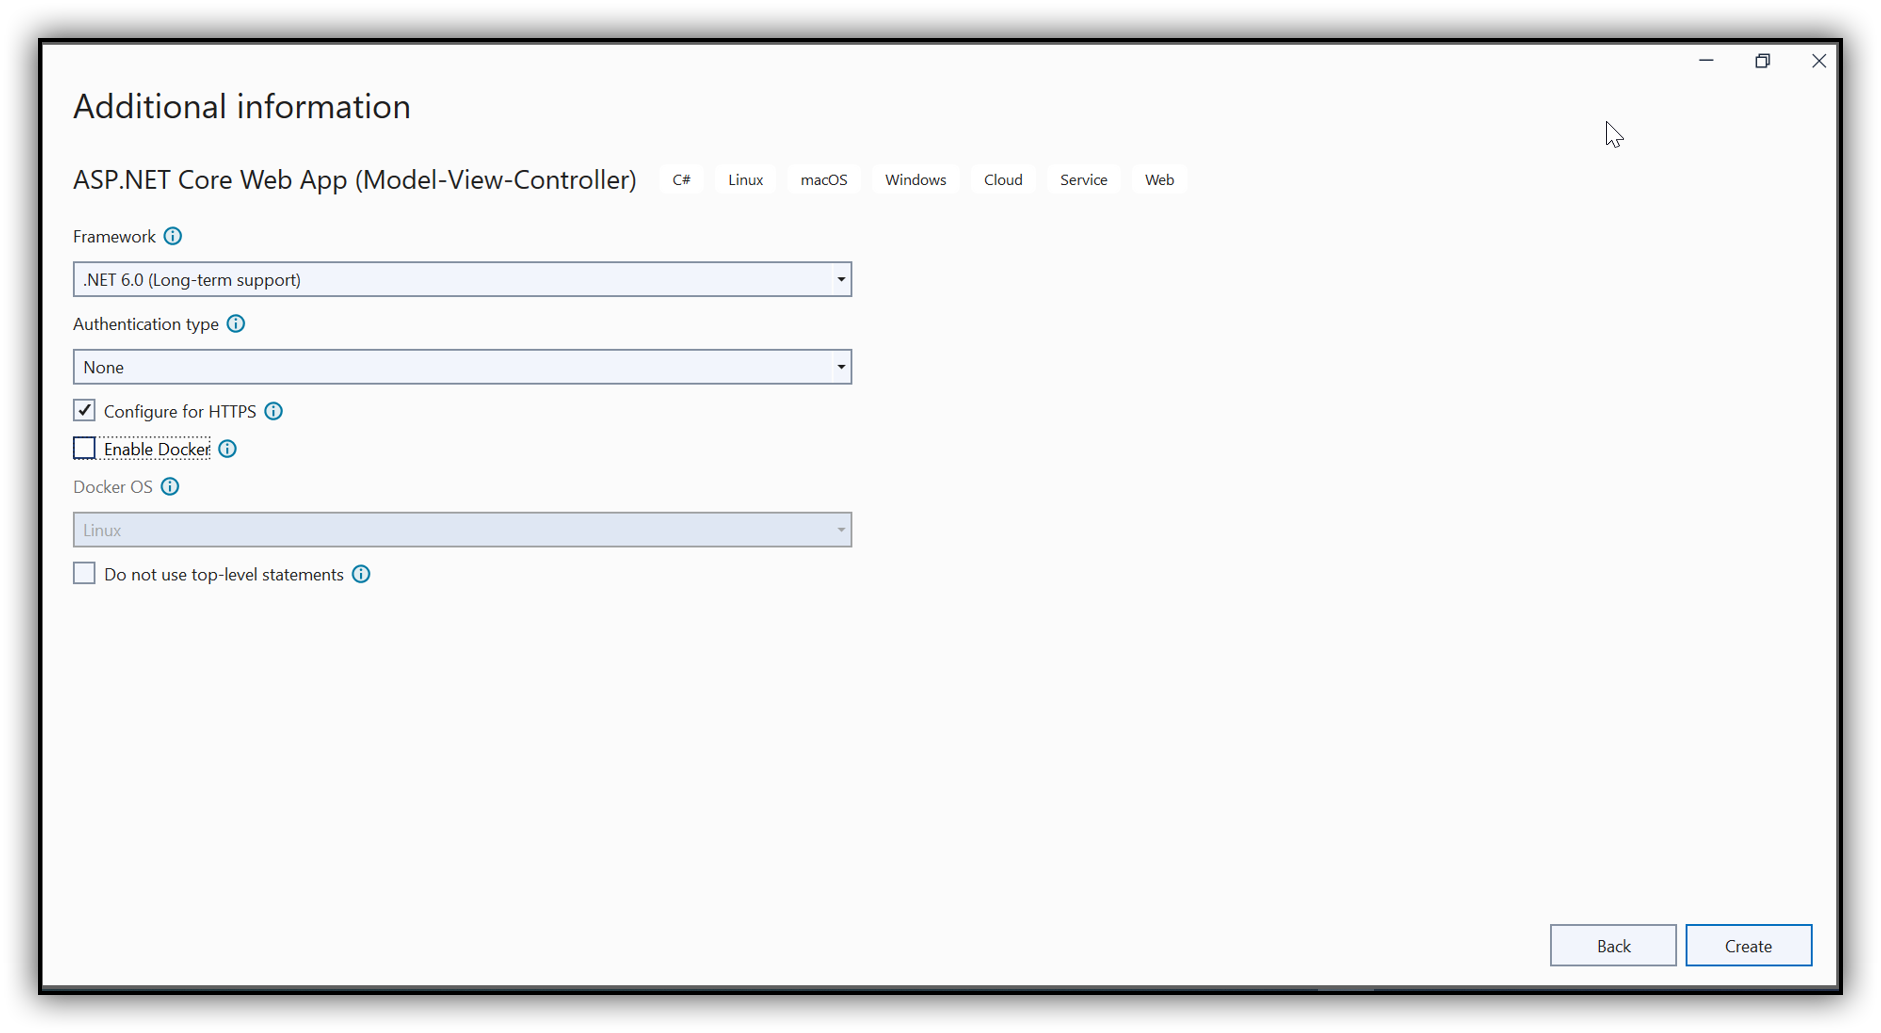 Additional information
ASP.NET Core Web App (Model-View-Controller) C# Linux macOS Windows Cloud Service Web
Framework
.NET 6.0 (Long-term support)
Authentication type
None
Configure for HTTPS
Enable Docker
Docker OS
Linux
Do not use top-level statements
Back Create